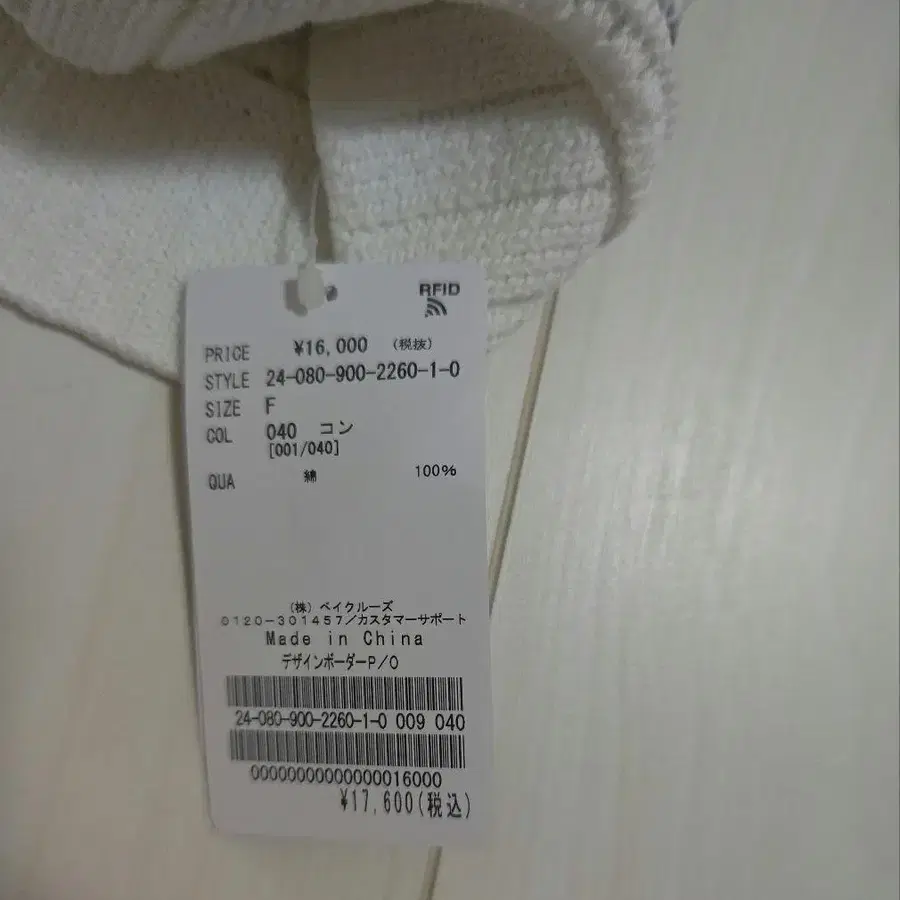 RFID
PRICE ¥16,000 (税抜)
STYLE 24-080-900-2260-1-0
SIZE F
COL 040 コン
[001/040]
QUA 綿 100%
(株) ベイクルーズ
0120-301457/カスタマーサポート
Made in China
デザインボーダーP/O
24-080-900-2260-1-0 009 040
00000000000000016000
¥17,600(税込)